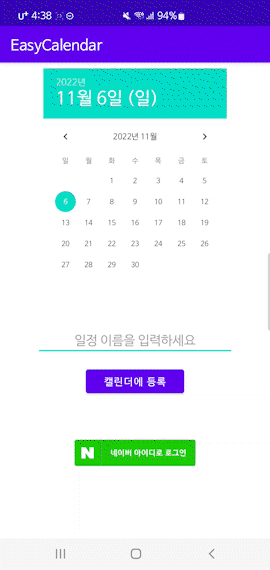 u+ 4:38 94%
EasyCalendar
2022년
11월 6일 (일)
2022년 11월
일 월 화 수 목 금 토
1 2 3 4 5
6 7 8 9 10 11 12
13 14 15 16 17 18 19
20 21 22 23 24 25 26
27 28 29 30
일정 이름을 입력하세요
캘린더에 등록
N 네이버 아이디로 로그인